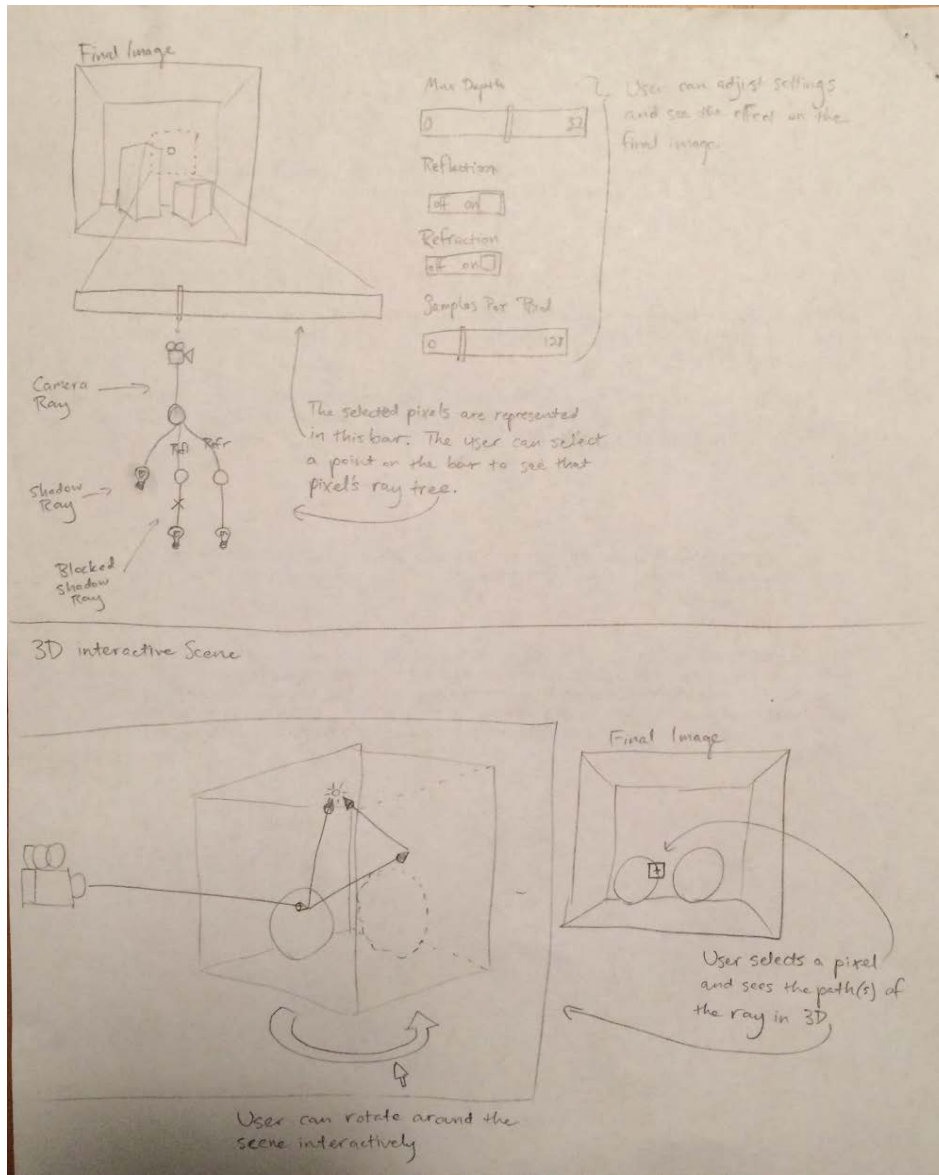 Final Image
Max Depth
0 32
Reflection
off on
Refraction
off on
Samples Per Pixel
0 128
User can adjust settings
and see the effect on the
final image.
Camera
Ray
Refl Refr
Shadow
Ray
Blocked
shadow
Ray
The selected pixels are represented
in this bar. The user can select
a point on the bar to see that
pixel's ray tree.
3D interactive Scene
Final Image
User selects a pixel
and sees the path(s) of
the ray in 3D
User can rotate around the
scene interactively